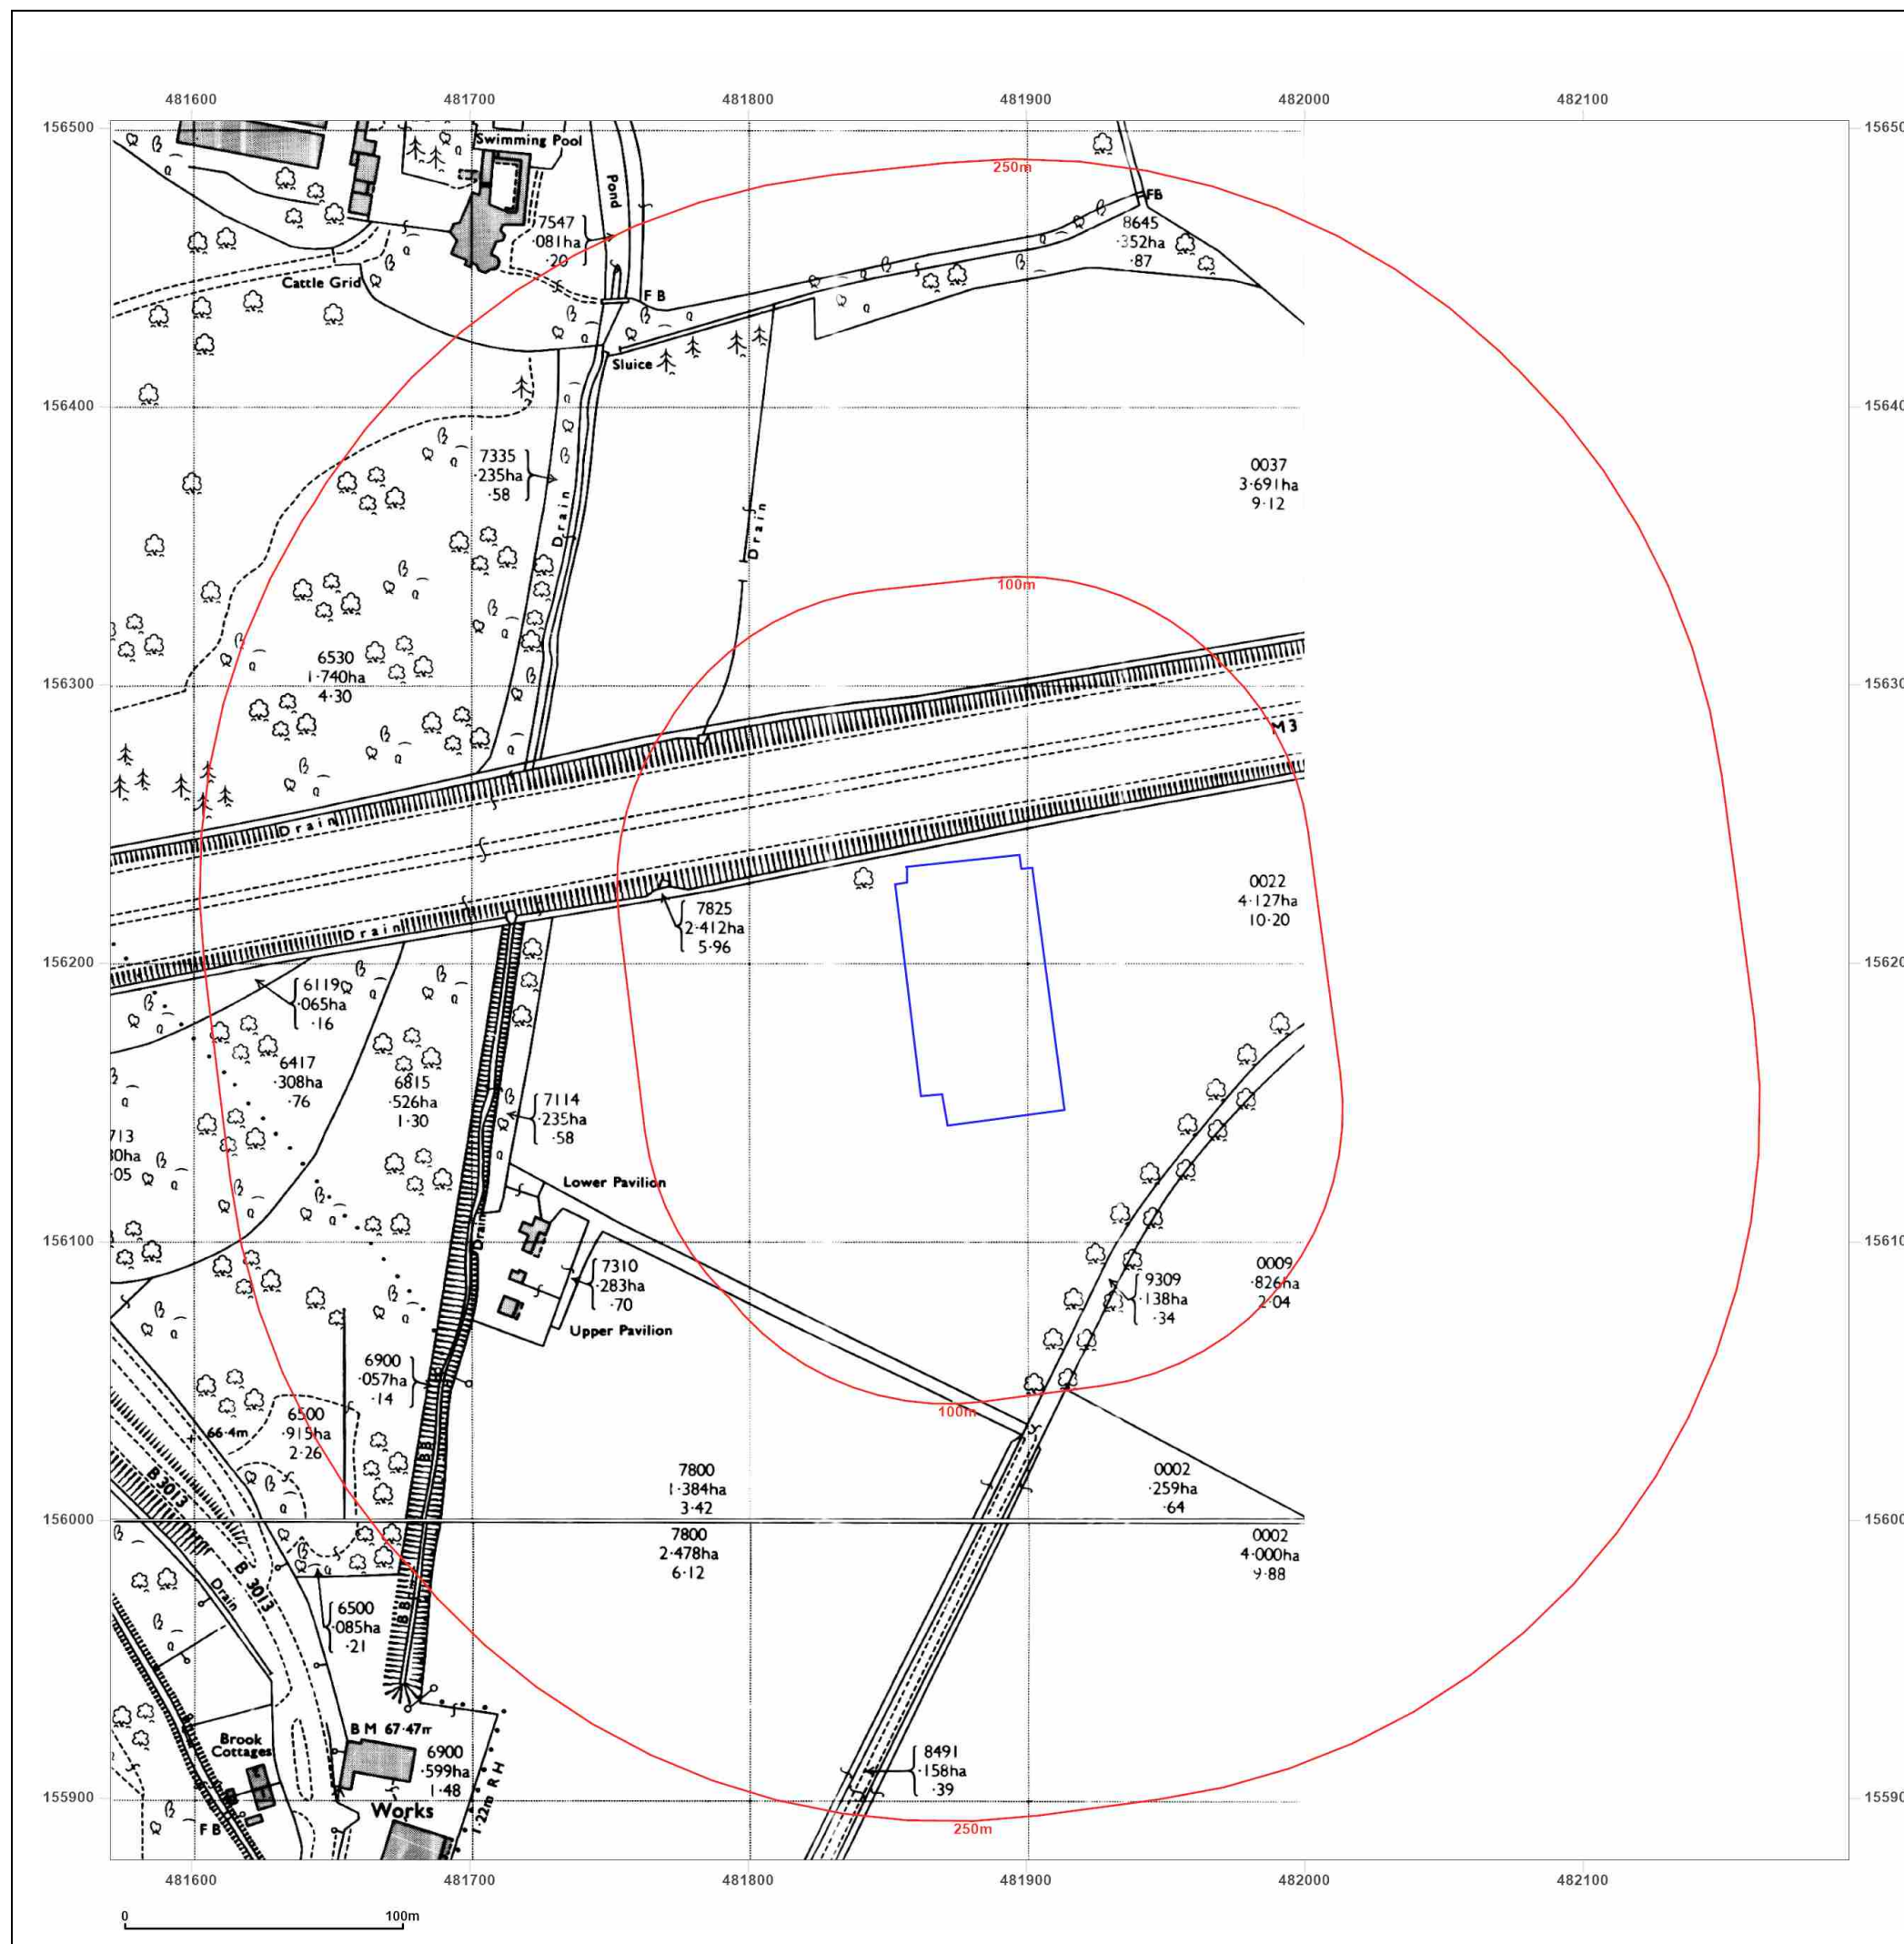 481600 481700 481800 481900 482000 482100
156500
Swimming Pool
250m
Pond
FB
7547
·081ha
·20
8645
·352ha
·87
Cattle Grid
F B
Sluice
156400
7335
·235ha
·58
Drain
Drain
0037
3·691ha
9·12
100m
6530
1·740ha
4·30
156300
M3
Drain
0022
4·127ha
10·20
7825
2·412ha
5·96
Drain
156200
6119
·065ha
·16
6417
·308ha
·76
6815
·526ha
1·30
7114
·235ha
·58
713
·05
Lower Pavilion
Drain
156100
7310
·283ha
·70
0009
·826ha
2·04
9309
·138ha
·34
Upper Pavilion
6900
·057ha
·14
100m
6500
·915ha
2·26
66·4m
BB
B 3013
7800
1·384ha
3·42
0002
·259ha
·64
156000
7800
2·478ha
6·12
0002
4·000ha
9·88
B 3013
Drain
6500
·085ha
·21
B M 67·47m
Brook
Cottages
6900
·599ha
1·48
1·22m RH
8491
·158ha
·39
155900
Works
F B
250m
481600 481700 481800 481900 482000 482100
0 100m